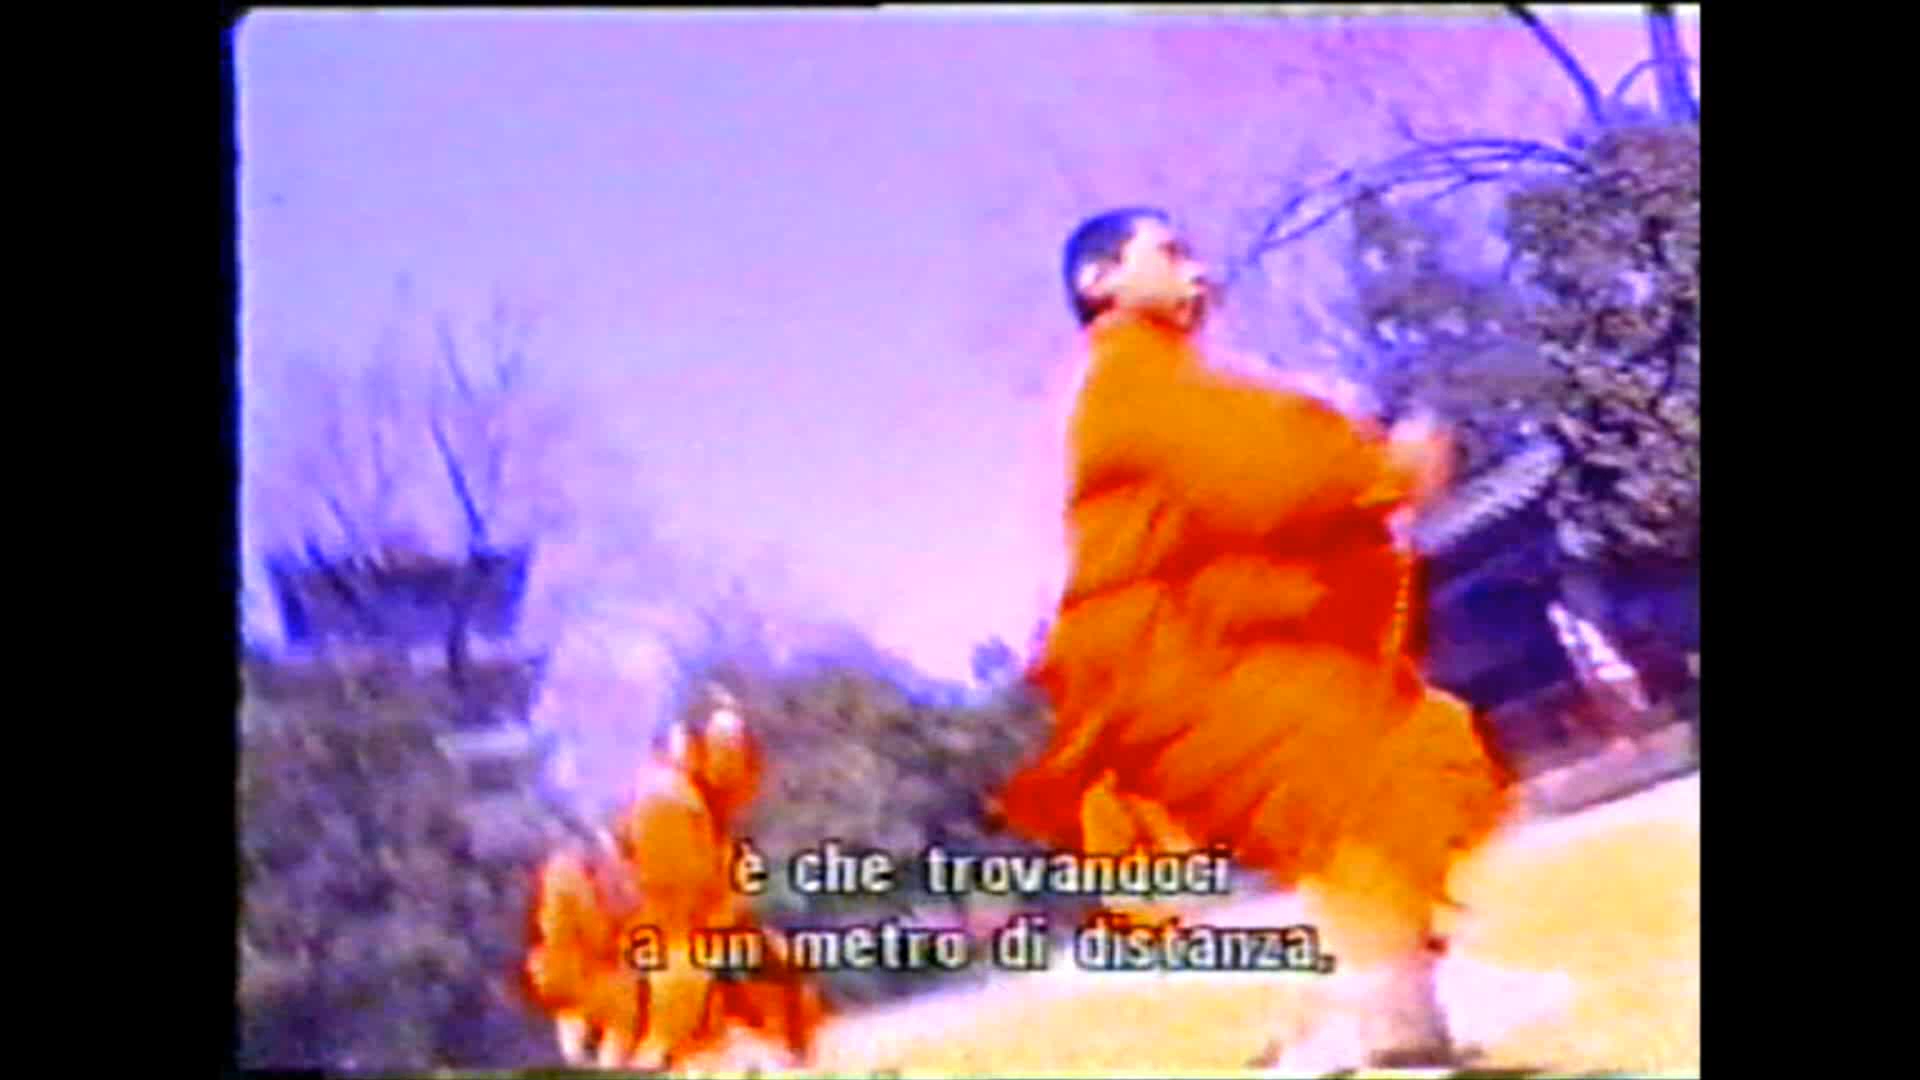 è che trovandoci
a un metro di distanza,